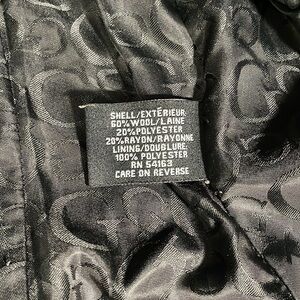 SHELL/EXTÉRIEUR:
60% WOOL/LAINE
20% POLYESTER
20% RAYON/RAYONNE
LINING/DOUBLURE:
100% POLYESTER
RN 54163
CARE ON REVERSE